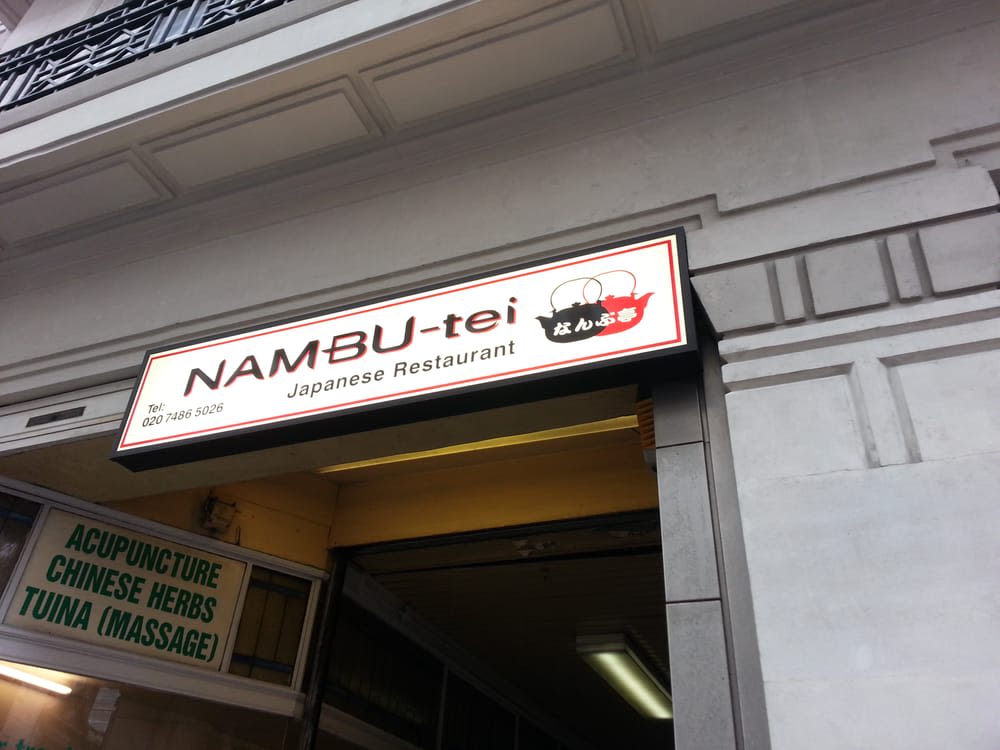 NAMBU-tei
Japanese Restaurant
Tel:
020 7486 5026
なんぶ亭
ACUPUNCTURE
CHINESE HERBS
TUINA (MASSAGE)